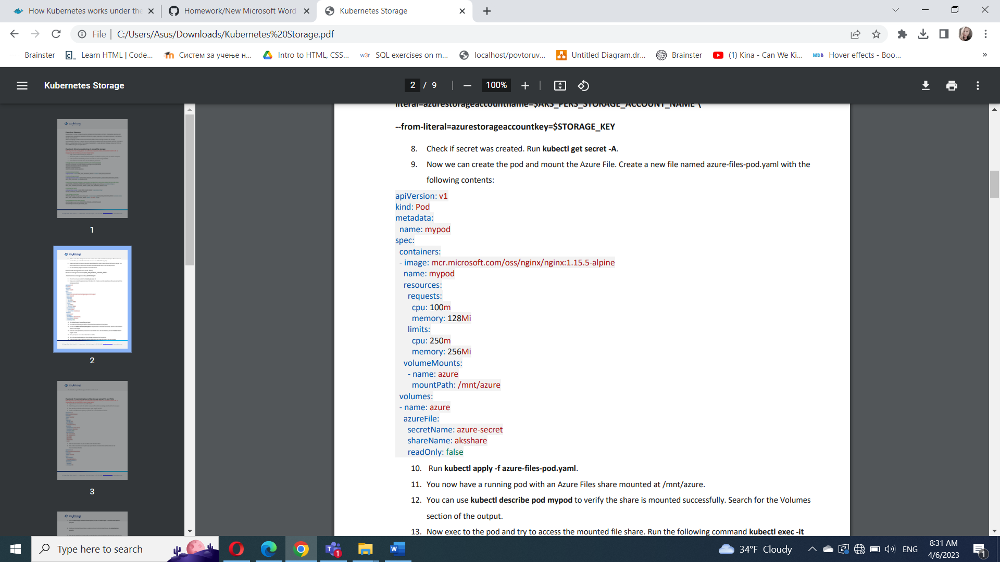 How Kubernetes works under the
Homework/New Microsoft Word
Kubernetes Storage
File
C:/Users/Asus/Downloads/Kubernetes%20Storage.pdf
Brainster
Learn HTML | Code...
Систем за учење н...
Intro to HTML, CSS...
SQL exercises on m...
localhost/povtoruv...
Untitled Diagram.dr...
Brainster
(1) Kina - Can We Ki...
Hover effects - Boo...
»
Kubernetes Storage
2 / 9
100%
literal=azurestorageaccountname=$AKS_PERS_STORAGE_ACCOUNT_NAME \
--from-literal=azurestorageaccountkey=$STORAGE_KEY
8. Check if secret was created. Run kubectl get secret -A.
9. Now we can create the pod and mount the Azure File. Create a new file named azure-files-pod.yaml with the
following contents:
apiVersion: v1
kind: Pod
metadata:
name: mypod
spec:
containers:
- image: mcr.microsoft.com/oss/nginx/nginx:1.15.5-alpine
name: mypod
resources:
requests:
cpu: 100m
memory: 128Mi
limits:
cpu: 250m
memory: 256Mi
volumeMounts:
- name: azure
mountPath: /mnt/azure
volumes:
- name: azure
azureFile:
secretName: azure-secret
shareName: aksshare
readOnly: false
10. Run kubectl apply -f azure-files-pod.yaml.
11. You now have a running pod with an Azure Files share mounted at /mnt/azure.
12. You can use kubectl describe pod mypod to verify the share is mounted successfully. Search for the Volumes
section of the output.
13. Now exec to the pod and try to access the mounted file share. Run the following command kubectl exec -it
1
2
3
Type here to search
1
34°F Cloudy
ENG
8:31 AM
4/6/2023
1